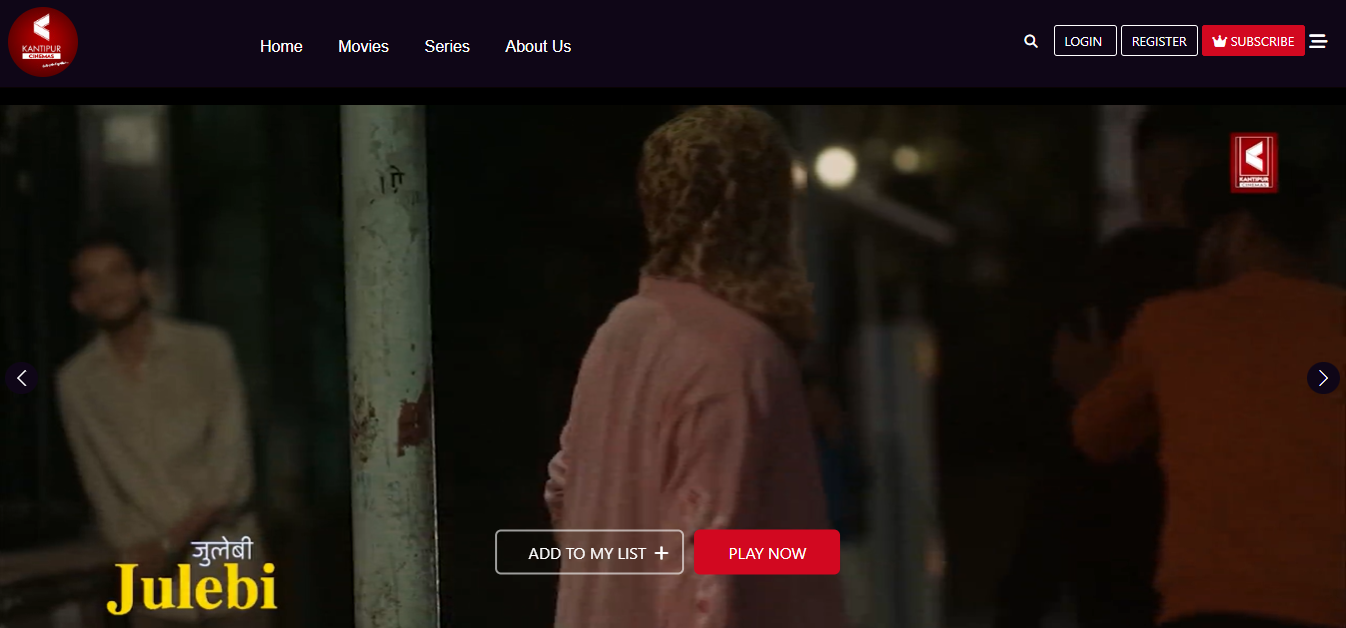 KANTIPUR
CINEMAS
Home
Movies
Series
About Us
LOGIN
REGISTER
SUBSCRIBE
KANTIPUR
CINEMAS
ADD TO MY LIST +
PLAY NOW
जुलेबी
Julebi